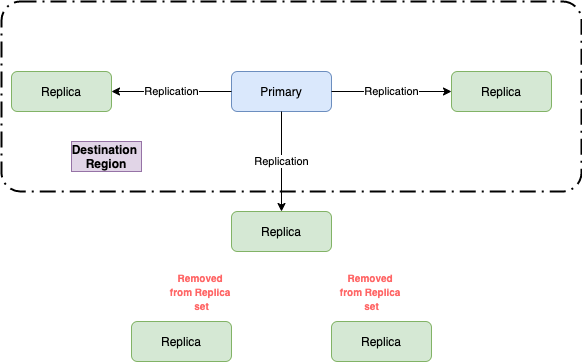 Replica
Replication
Primary
Replication
Replica
Destination
Region
Replication
Replica
Removed
from Replica
set
Removed
from Replica
set
Replica
Replica